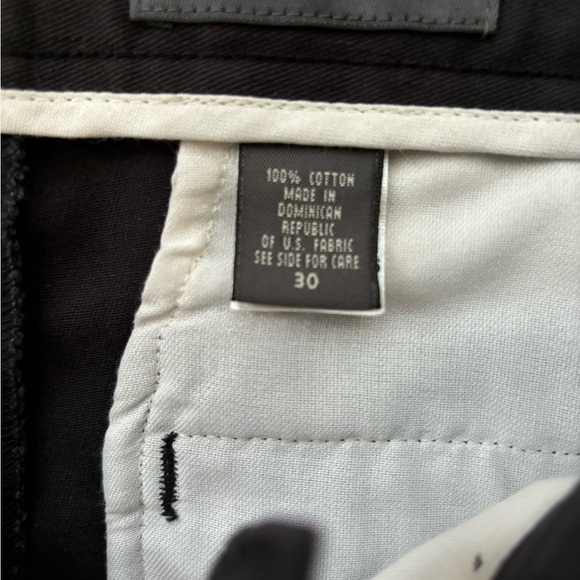 100% COTTON
MADE IN
DOMINICAN
REPUBLIC
OF U.S. FABRIC
SEE SIDE FOR CARE
30